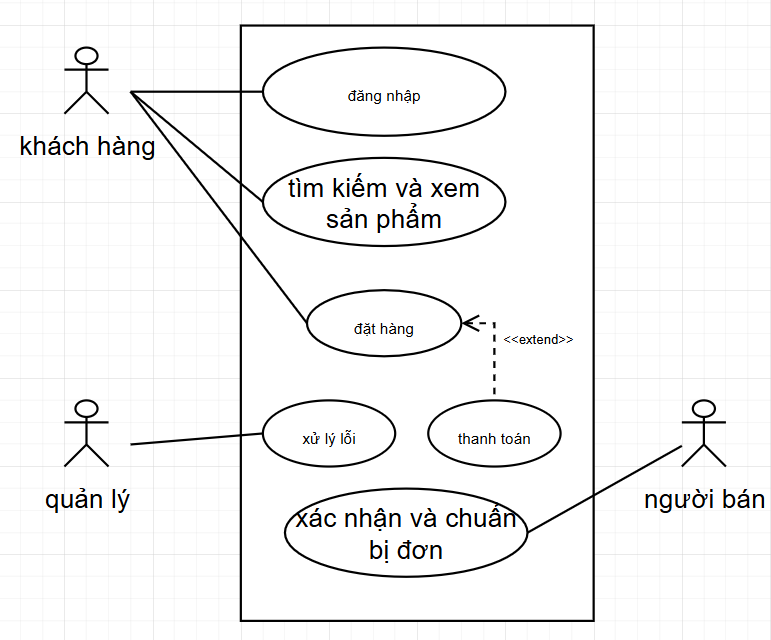 đăng nhập
khách hàng
tìm kiếm và xem
sản phẩm
đặt hàng
<<extend>>
xử lý lỗi
thanh toán
quản lý
người bán
xác nhận và chuẩn
bị đơn